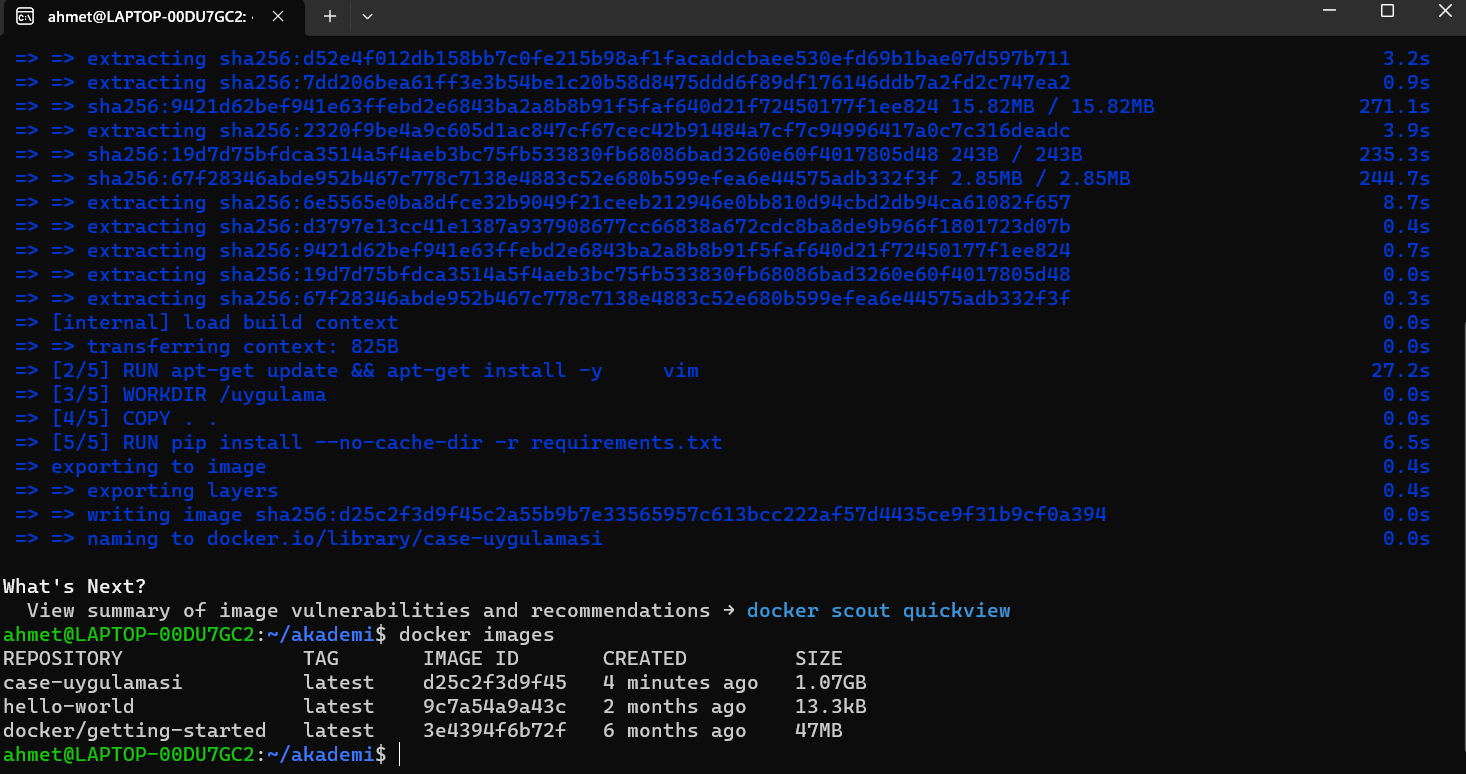 ahmet@LAPTOP-00DU7GC2: ·
=> => extracting sha256:d52e4f012db158bb7c0fe215b98af1facaddcbaee530efd69b1bae07d597b711 3.2s
=> => extracting sha256:7dd206bea61ff3e3b54be1c20b58d8475ddd6f89df176146ddb7a2fd2c747ea2 0.9s
=> => sha256:9421d62bef941e63ffebd2e6843ba2a8b8b91f5faf640d21f72450177f1ee824 15.82MB / 15.82MB 271.1s
=> => extracting sha256:2320f9be4a9c605d1ac847cf67cec42b91484a7cf7c94996417a0c7c316deadc 3.9s
=> => sha256:19d7d75bfdca3514a5f4aeb3bc75fb533830fb68086bad3260e60f4017805d48 243B / 243B 235.3s
=> => sha256:67f28346abde952b467c778c7138e4883c52e680b599efea6e44575adb332f3f 2.85MB / 2.85MB 244.7s
=> => extracting sha256:6e5565e0ba8dfce32b9049f21ceeb212946e0bb810d94cbd2db94ca61082f657 8.7s
=> => extracting sha256:d3797e13cc41e1387a937908677cc66838a672cdc8ba8de9b966f1801723d07b 0.4s
=> => extracting sha256:9421d62bef941e63ffebd2e6843ba2a8b8b91f5faf640d21f72450177f1ee824 0.7s
=> => extracting sha256:19d7d75bfdca3514a5f4aeb3bc75fb533830fb68086bad3260e60f4017805d48 0.0s
=> => extracting sha256:67f28346abde952b467c778c7138e4883c52e680b599efea6e44575adb332f3f 0.3s
=> [internal] load build context 0.0s
=> => transferring context: 825B 0.0s
=> [2/5] RUN apt-get update && apt-get install -y     vim 27.2s
=> [3/5] WORKDIR /uygulama 0.0s
=> [4/5] COPY . . 0.0s
=> [5/5] RUN pip install --no-cache-dir -r requirements.txt 6.5s
=> exporting to image 0.4s
=> => exporting layers 0.4s
=> => writing image sha256:d25c2f3d9f45c2a55b9b7e33565957c613bcc222af57d4435ce9f31b9cf0a394 0.0s
=> => naming to docker.io/library/case-uygulamasi 0.0s
What's Next?
View summary of image vulnerabilities and recommendations → docker scout quickview
ahmet@LAPTOP-00DU7GC2:~/akademi$ docker images
REPOSITORY TAG IMAGE ID CREATED SIZE
case-uygulamasi latest d25c2f3d9f45 4 minutes ago 1.07GB
hello-world latest 9c7a54a9a43c 2 months ago 13.3kB
docker/getting-started latest 3e4394f6b72f 6 months ago 47MB
ahmet@LAPTOP-00DU7GC2:~/akademi$